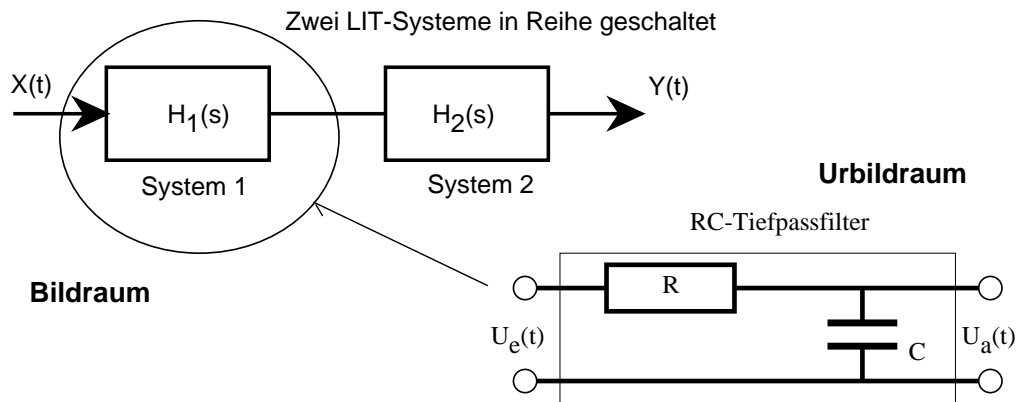 Zwei LIT-Systeme in Reihe geschaltet
X(t)
H1(s)
H2(s)
Y(t)
System 1
System 2
Urbildraum
RC-Tiefpassfilter
Bildraum
R
Ue(t)
C
Ua(t)